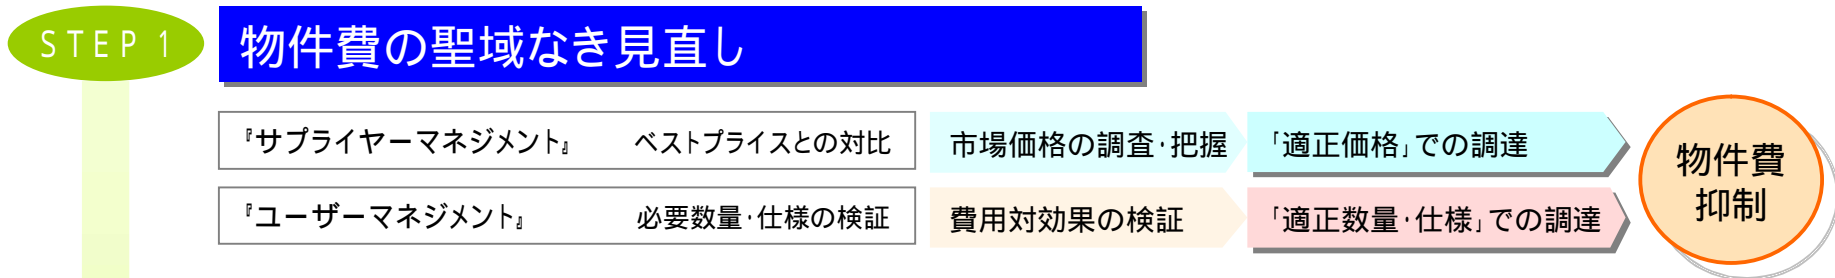 STEP 1
物件費の聖域なき見直し
『サプライヤーマネジメント』 ベストプライスとの対比 市場価格の調査・把握 「適正価格」での調達
『ユーザーマネジメント』 必要数量・仕様の検証 費用対効果の検証 「適正数量・仕様」での調達
物件費
抑制